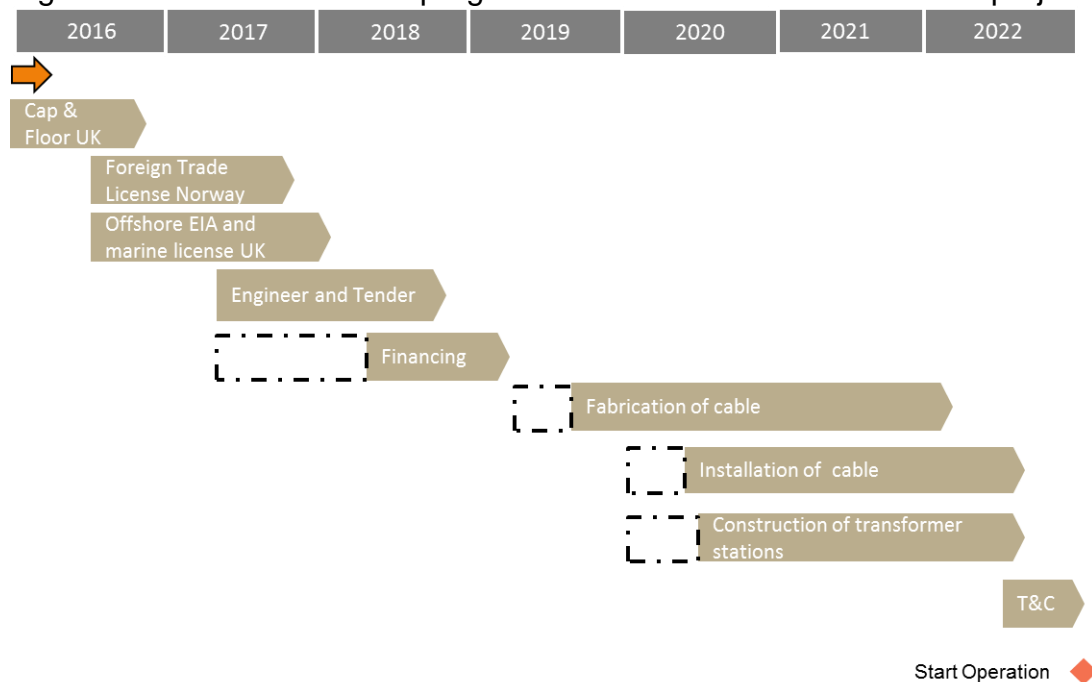 2016 2017 2018 2019 2020 2021 2022
Cap &
Floor UK
Foreign Trade
License Norway
Offshore EIA and
marine license UK
Engineer and Tender
Financing
Fabrication of cable
Installation of cable
Construction of transformer
stations
T&C
Start Operation